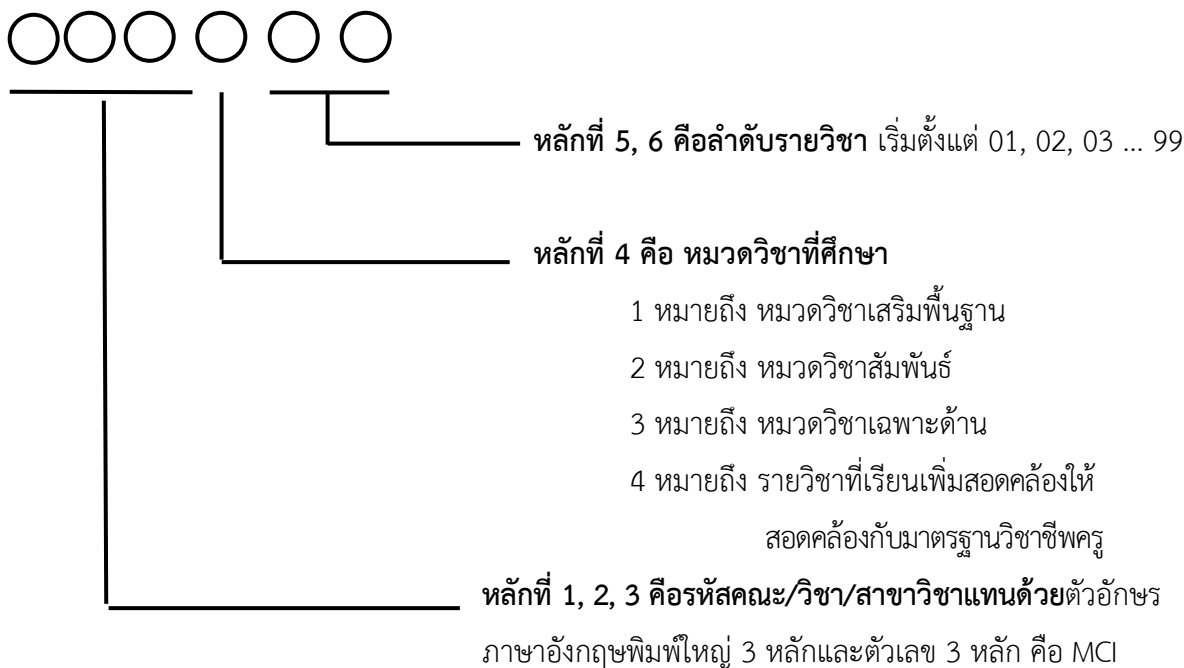 หลักที่ 5, 6 คือลำดับรายวิชา เริ่มตั้งแต่ 01, 02, 03 ... 99
หลักที่ 4 คือ หมวดวิชาที่ศึกษา
1 หมายถึง หมวดวิชาเสริมพื้นฐาน
2 หมายถึง หมวดวิชาสัมพันธ์
3 หมายถึง หมวดวิชาเฉพาะด้าน
4 หมายถึง รายวิชาที่เรียนเพิ่มสอดคล้องให้
สอดคล้องกับมาตรฐานวิชาชีพครู
หลักที่ 1, 2, 3 คือรหัสคณะ/วิชา/สาขาวิชาแทนด้วยตัวอักษร
ภาษาอังกฤษพิมพ์ใหญ่ 3 หลักและตัวเลข 3 หลัก คือ MCI